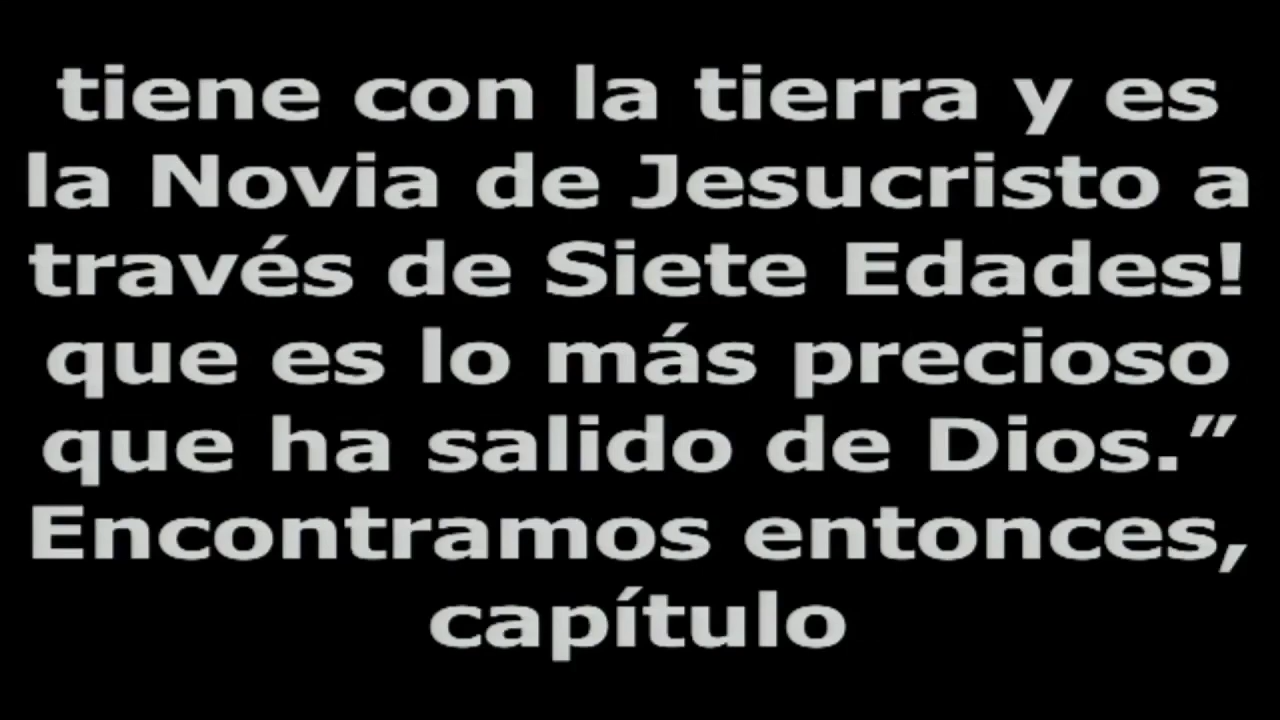 tiene con la tierra y es
la Novia de Jesucristo a
través de Siete Edades!
que es lo más precioso
que ha salido de Dios.”
Encontramos entonces,
capítulo